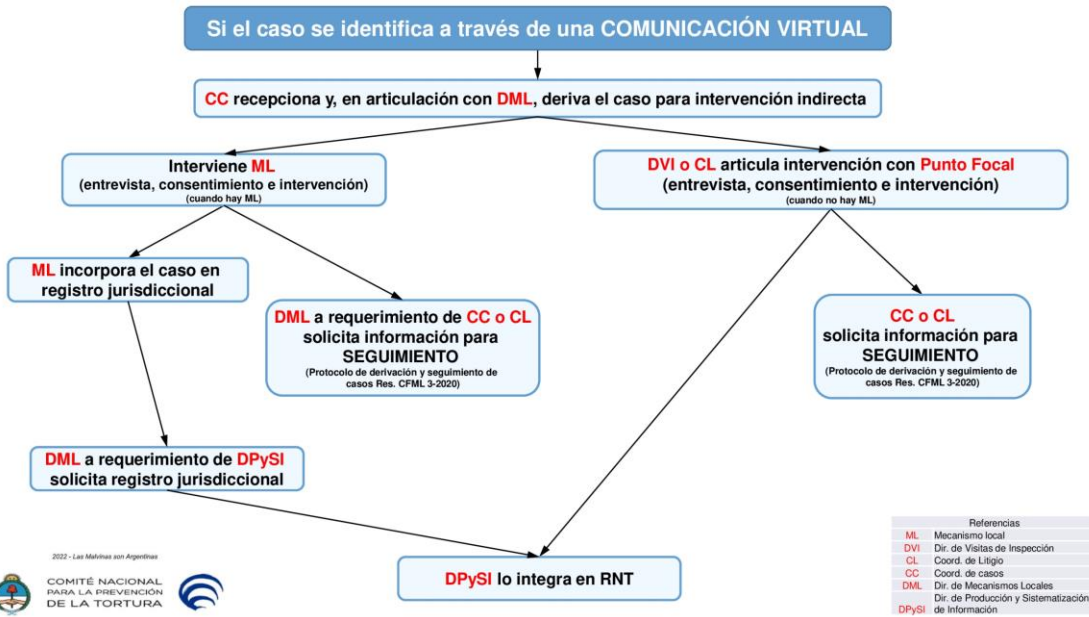 Si el caso se identifica a través de una COMUNICACIÓN VIRTUAL
CC recepciona y, en articulación con DML, deriva el caso para intervención indirecta
Interviene ML
(entrevista, consentimiento e intervención)
(cuando hay ML)
DVI o CL articula intervención con Punto Focal
(entrevista, consentimiento e intervención)
(cuando no hay ML)
ML incorpora el caso en
registro jurisdiccional
DML a requerimiento de CC o CL
solicita información para
SEGUIMIENTO
(Protocolo de derivación y seguimiento de
casos Res. CFML 3-2020)
CC o CL
solicita información para
SEGUIMIENTO
(Protocolo de derivación y seguimiento de
casos Res. CFML 3-2020)
DML a requerimiento de DPySI
solicita registro jurisdiccional
DPySI lo integra en RNT
2022 - Las Malvinas son Argentinas
COMITÉ NACIONAL
PARA LA PREVENCIÓN
DE LA TORTURA
Referencias
ML Mecanismo local
DVI Dir. de Visitas de Inspección
CL Coord. de Litigio
CC Coord. de casos
DML Dir. de Mecanismos Locales
Dir. de Producción y Sistematización
DPySI de Información